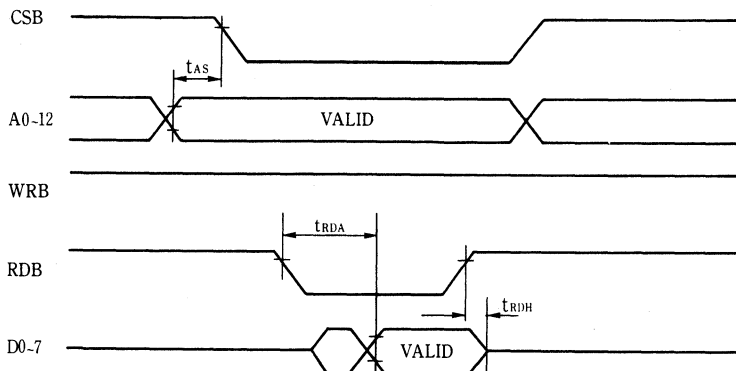 CSB
tAS
A0~12
VALID
WRB
tRDA
RDB
tRDH
D0~7
VALID